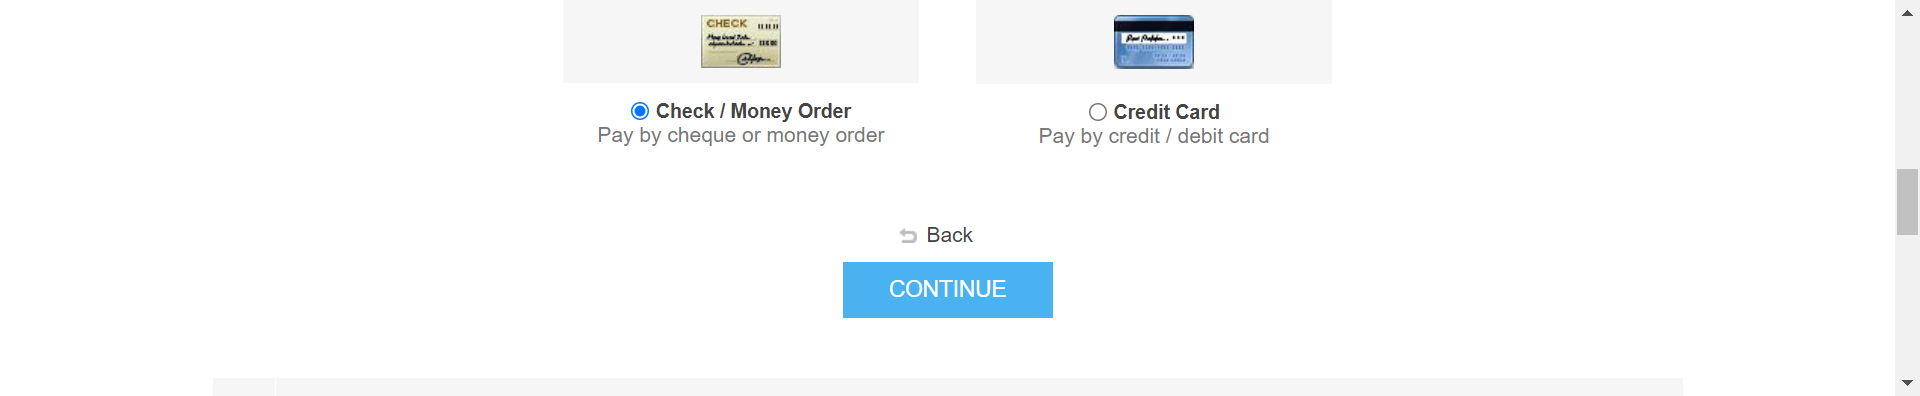 CHECK
Check / Money Order
Pay by cheque or money order
Credit Card
Pay by credit / debit card
Back
CONTINUE